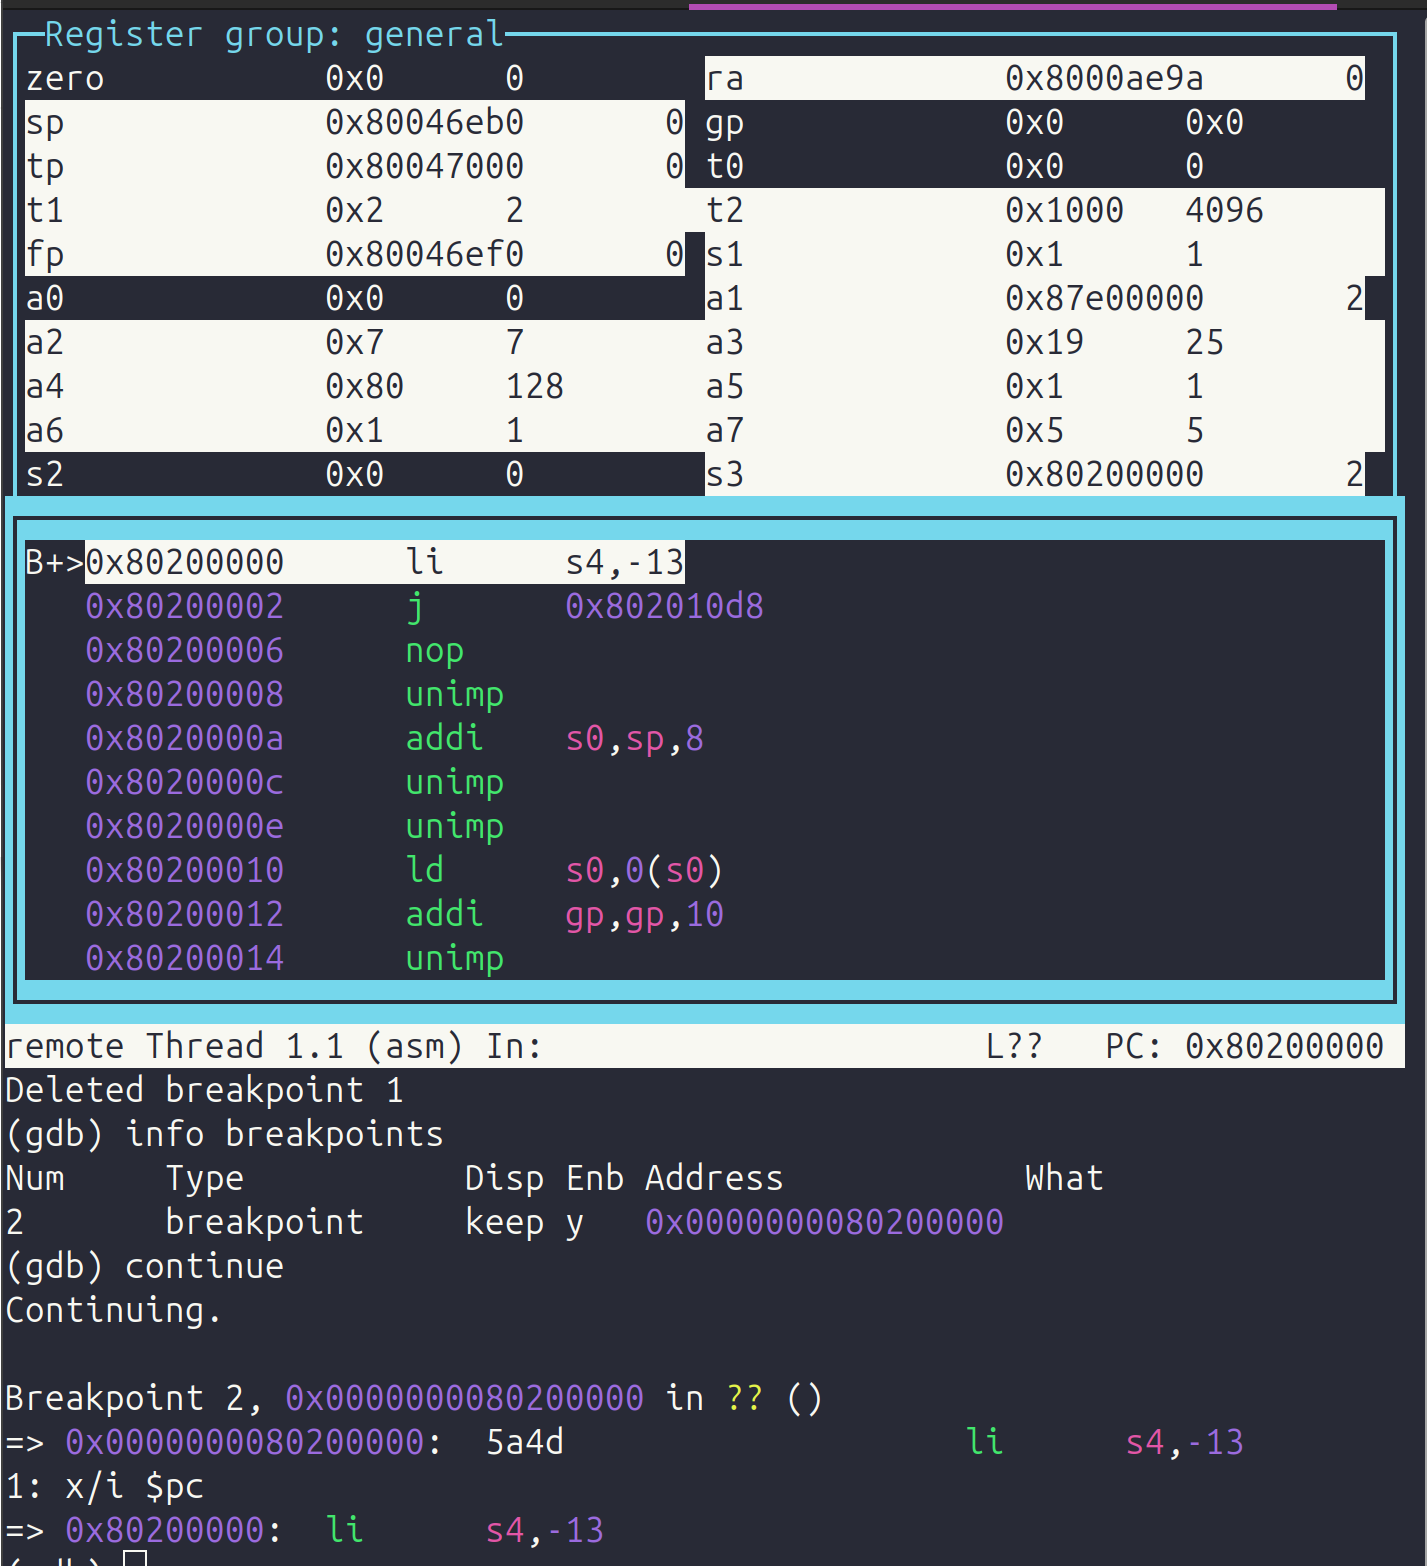 Register group: general
zero 0x0 0 ra 0x8000ae9a 0
sp 0x80046eb0 0 gp 0x0 0x0
tp 0x80047000 0 t0 0x0 0
t1 0x2 2 t2 0x1000 4096
fp 0x80046ef0 0 s1 0x1 1
a0 0x0 0 a1 0x87e00000 2
a2 0x7 7 a3 0x19 25
a4 0x80 128 a5 0x1 1
a6 0x1 1 a7 0x5 5
s2 0x0 0 s3 0x80200000 2
B+>0x80200000 li s4,-13
0x80200002 j 0x802010d8
0x80200006 nop
0x80200008 unimp
0x8020000a addi s0,sp,8
0x8020000c unimp
0x8020000e unimp
0x80200010 ld s0,0(s0)
0x80200012 addi gp,gp,10
0x80200014 unimp
remote Thread 1.1 (asm) In: L?? PC: 0x80200000
Deleted breakpoint 1
(gdb) info breakpoints
Num Type Disp Enb Address What
2 breakpoint keep y 0x0000000080200000
(gdb) continue
Continuing.
Breakpoint 2, 0x0000000080200000 in ?? ()
=> 0x0000000080200000: 5a4d li s4,-13
1: x/i $pc
=> 0x80200000: li s4,-13
(gdb)